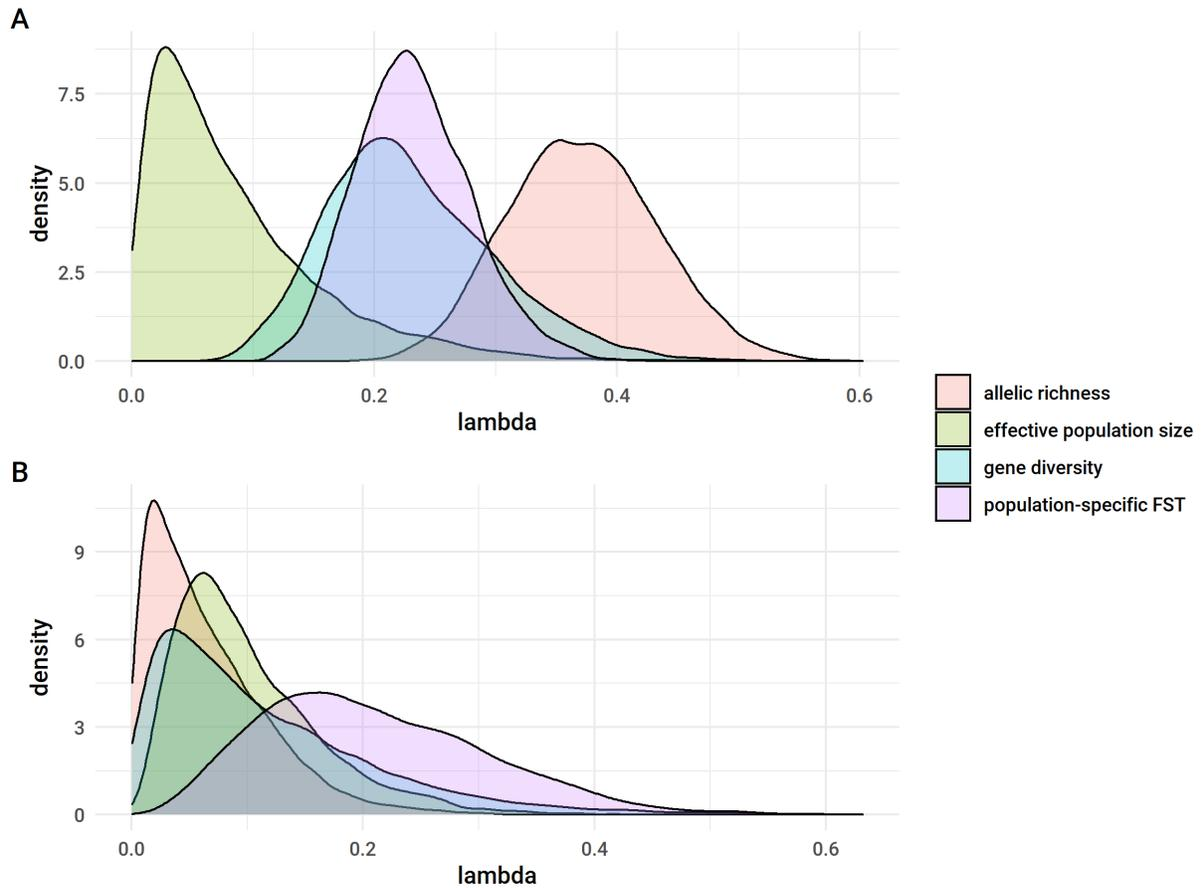 A
density
7.5
5.0
2.5
0.0
0.0 0.2 0.4 0.6
lambda
allelic richness
effective population size
gene diversity
population-specific FST
B
density
9
6
3
0
0.0 0.2 0.4 0.6
lambda